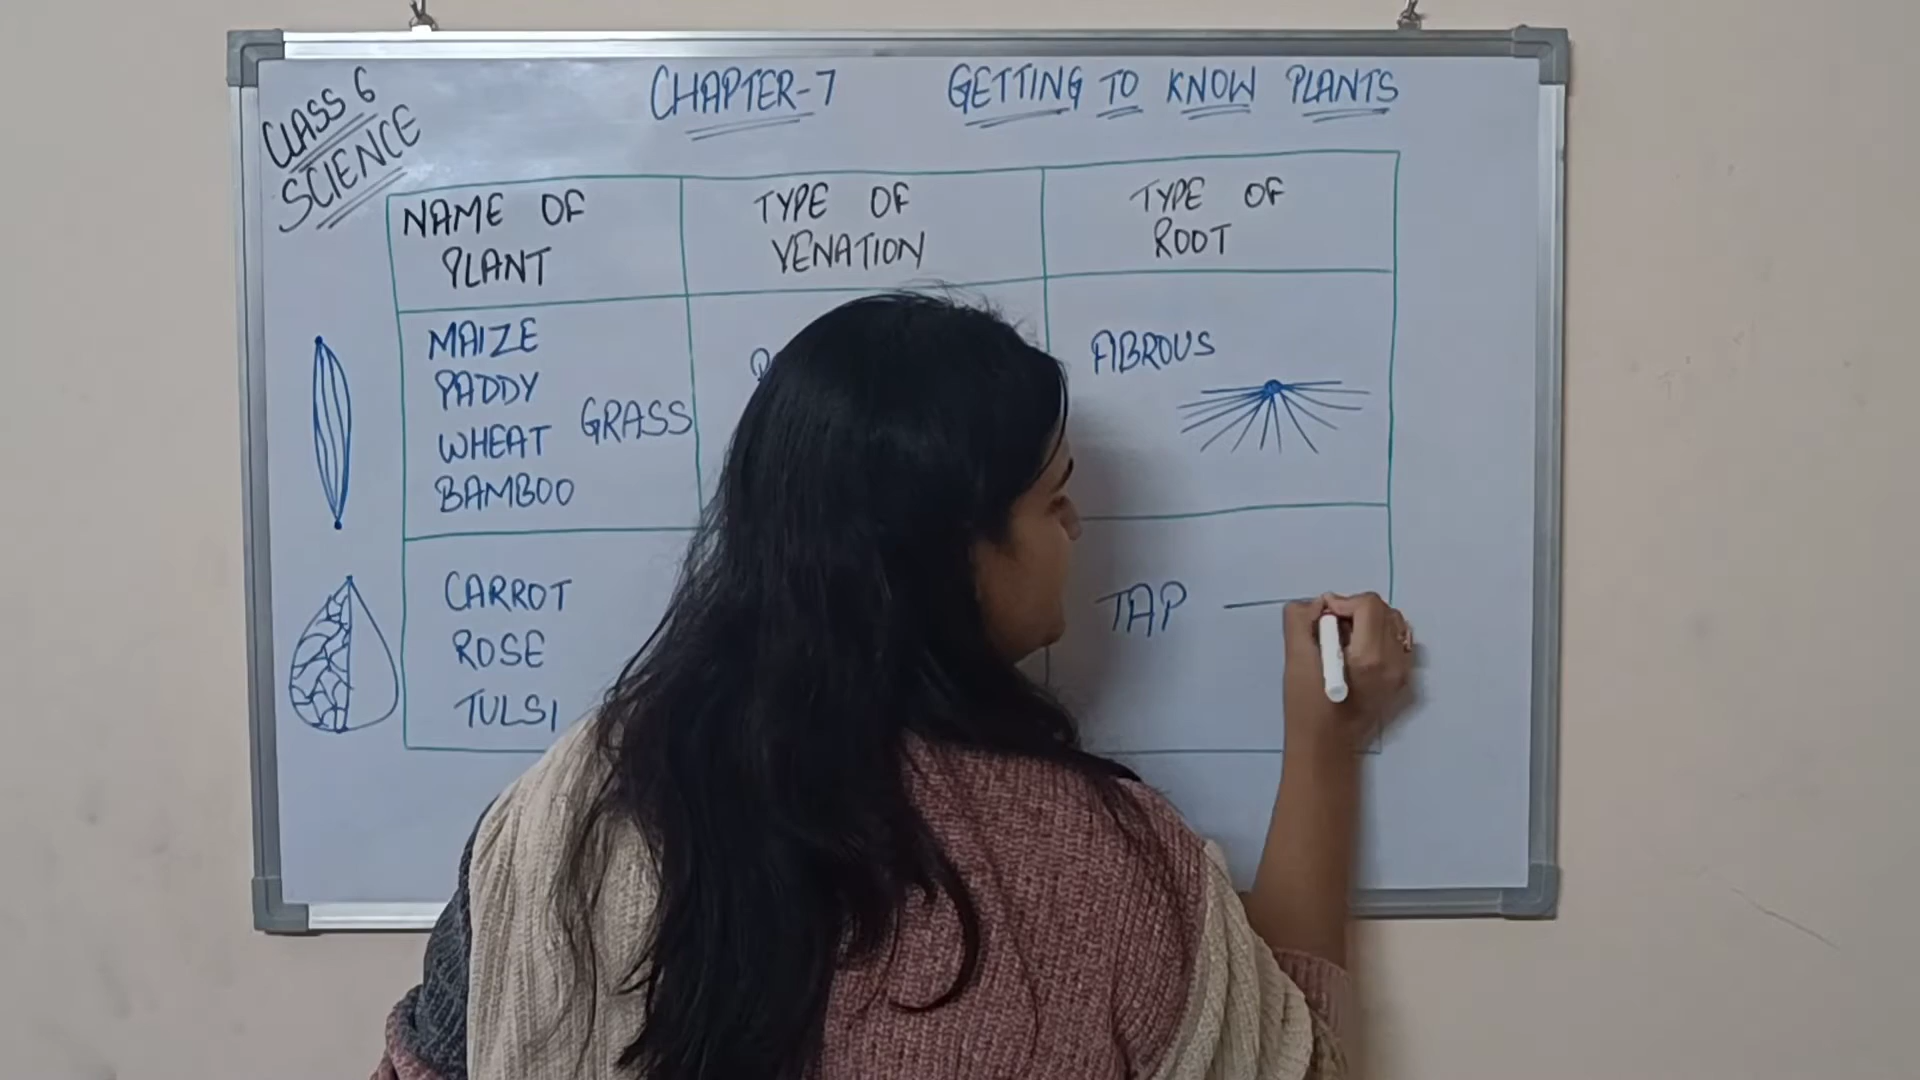 CLASS 6
SCIENCE
CHAPTER-7 GETTING TO KNOW PLANTS
NAME OF
PLANT
TYPE OF
VENATION
TYPE OF
ROOT
MAIZE
PADDY
WHEAT
BAMBOO
GRASS
FIBROUS
CARROT
ROSE
TULSI
TAP